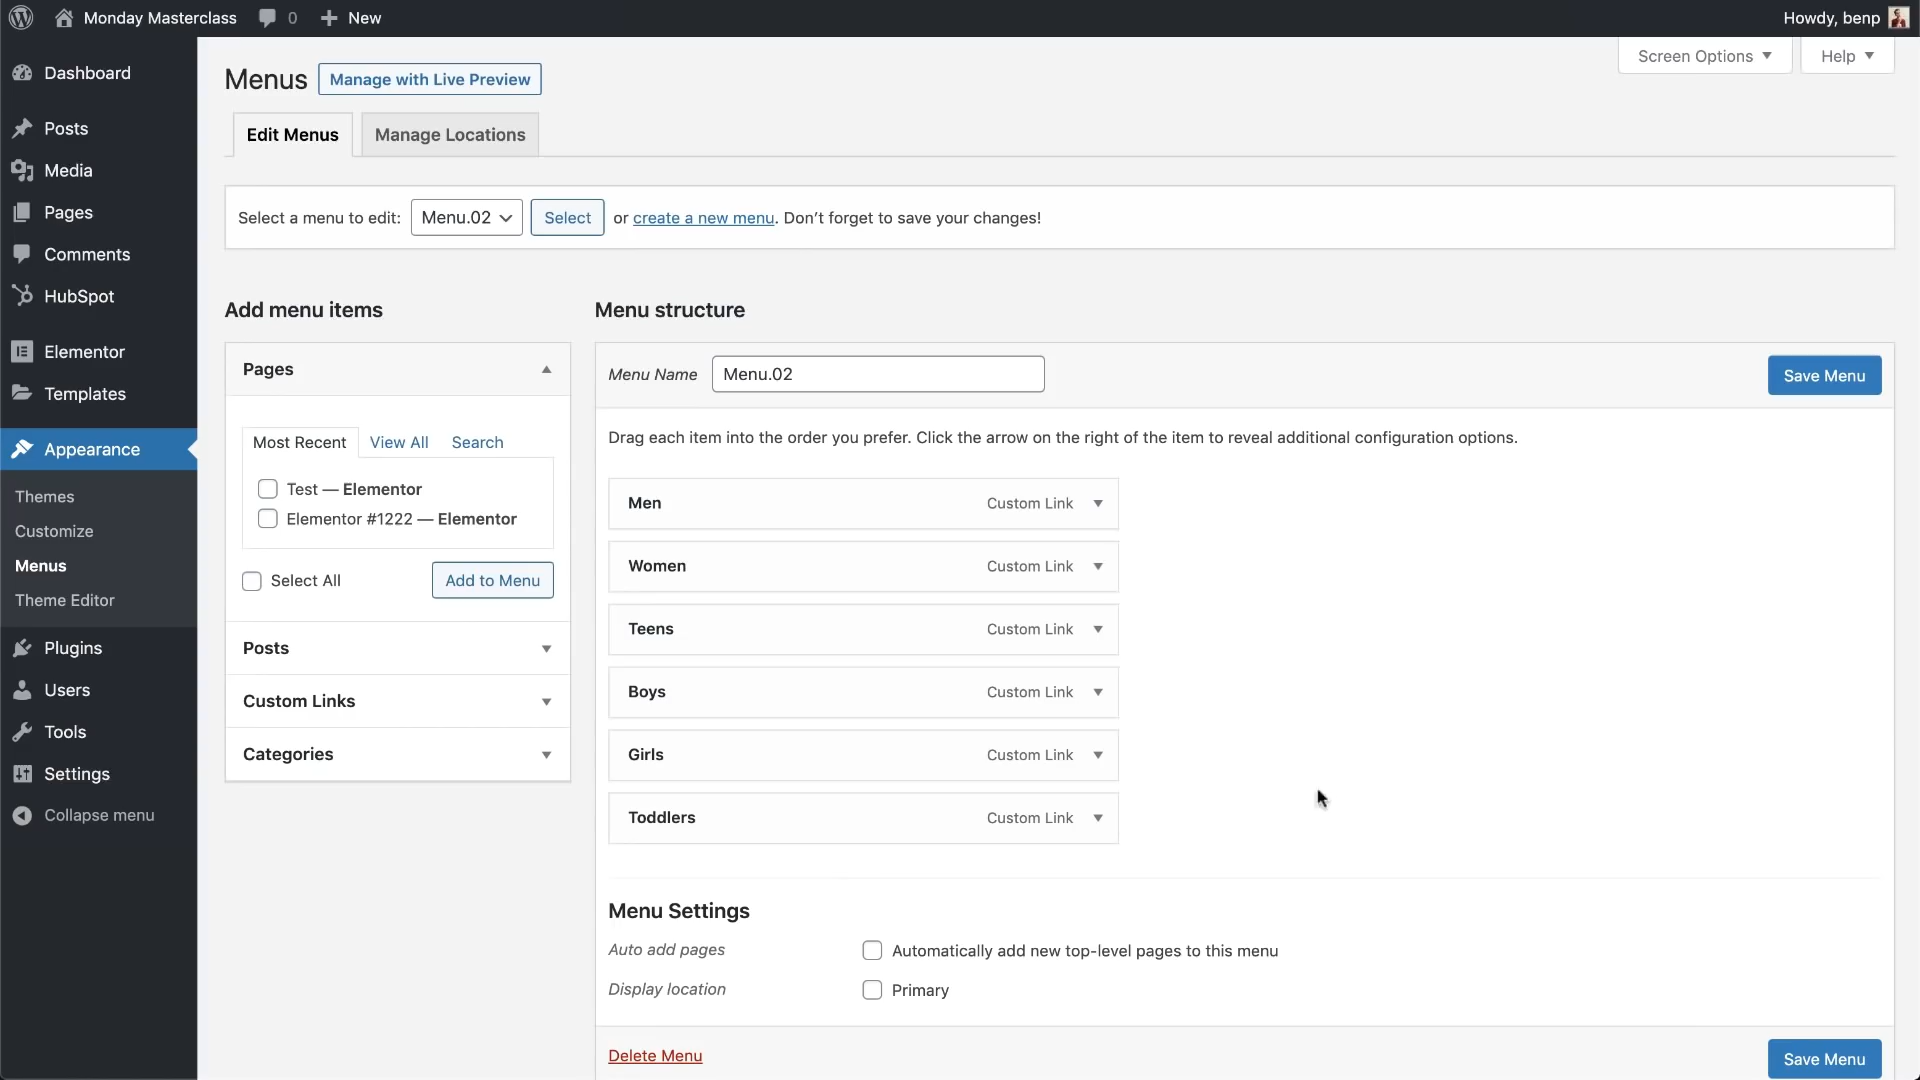 Monday Masterclass 0 New Howdy, benp
Screen Options Help
Dashboard
Posts
Media
Pages
Comments
HubSpot
Elementor
Templates
Appearance
Themes
Customize
Menus
Theme Editor
Plugins
Users
Tools
Settings
Collapse menu
Menus Manage with Live Preview
Edit Menus Manage Locations
Select a menu to edit: Menu.02 Select or create a new menu. Don’t forget to save your changes!
Add menu items
Pages
Most Recent View All Search
Test — Elementor
Elementor #1222 — Elementor
Select All Add to Menu
Posts
Custom Links
Categories
Menu structure
Menu Name Menu.02 Save Menu
Drag each item into the order you prefer. Click the arrow on the right of the item to reveal additional configuration options.
Men Custom Link
Women Custom Link
Teens Custom Link
Boys Custom Link
Girls Custom Link
Toddlers Custom Link
Menu Settings
Auto add pages Automatically add new top-level pages to this menu
Display location Primary
Delete Menu Save Menu